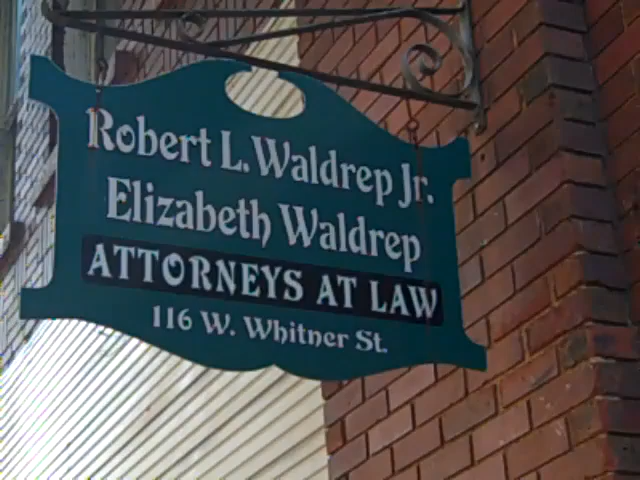 Robert L. Waldrep Jr.
Elizabeth Waldrep
ATTORNEYS AT LAW
116 W. Whitner St.